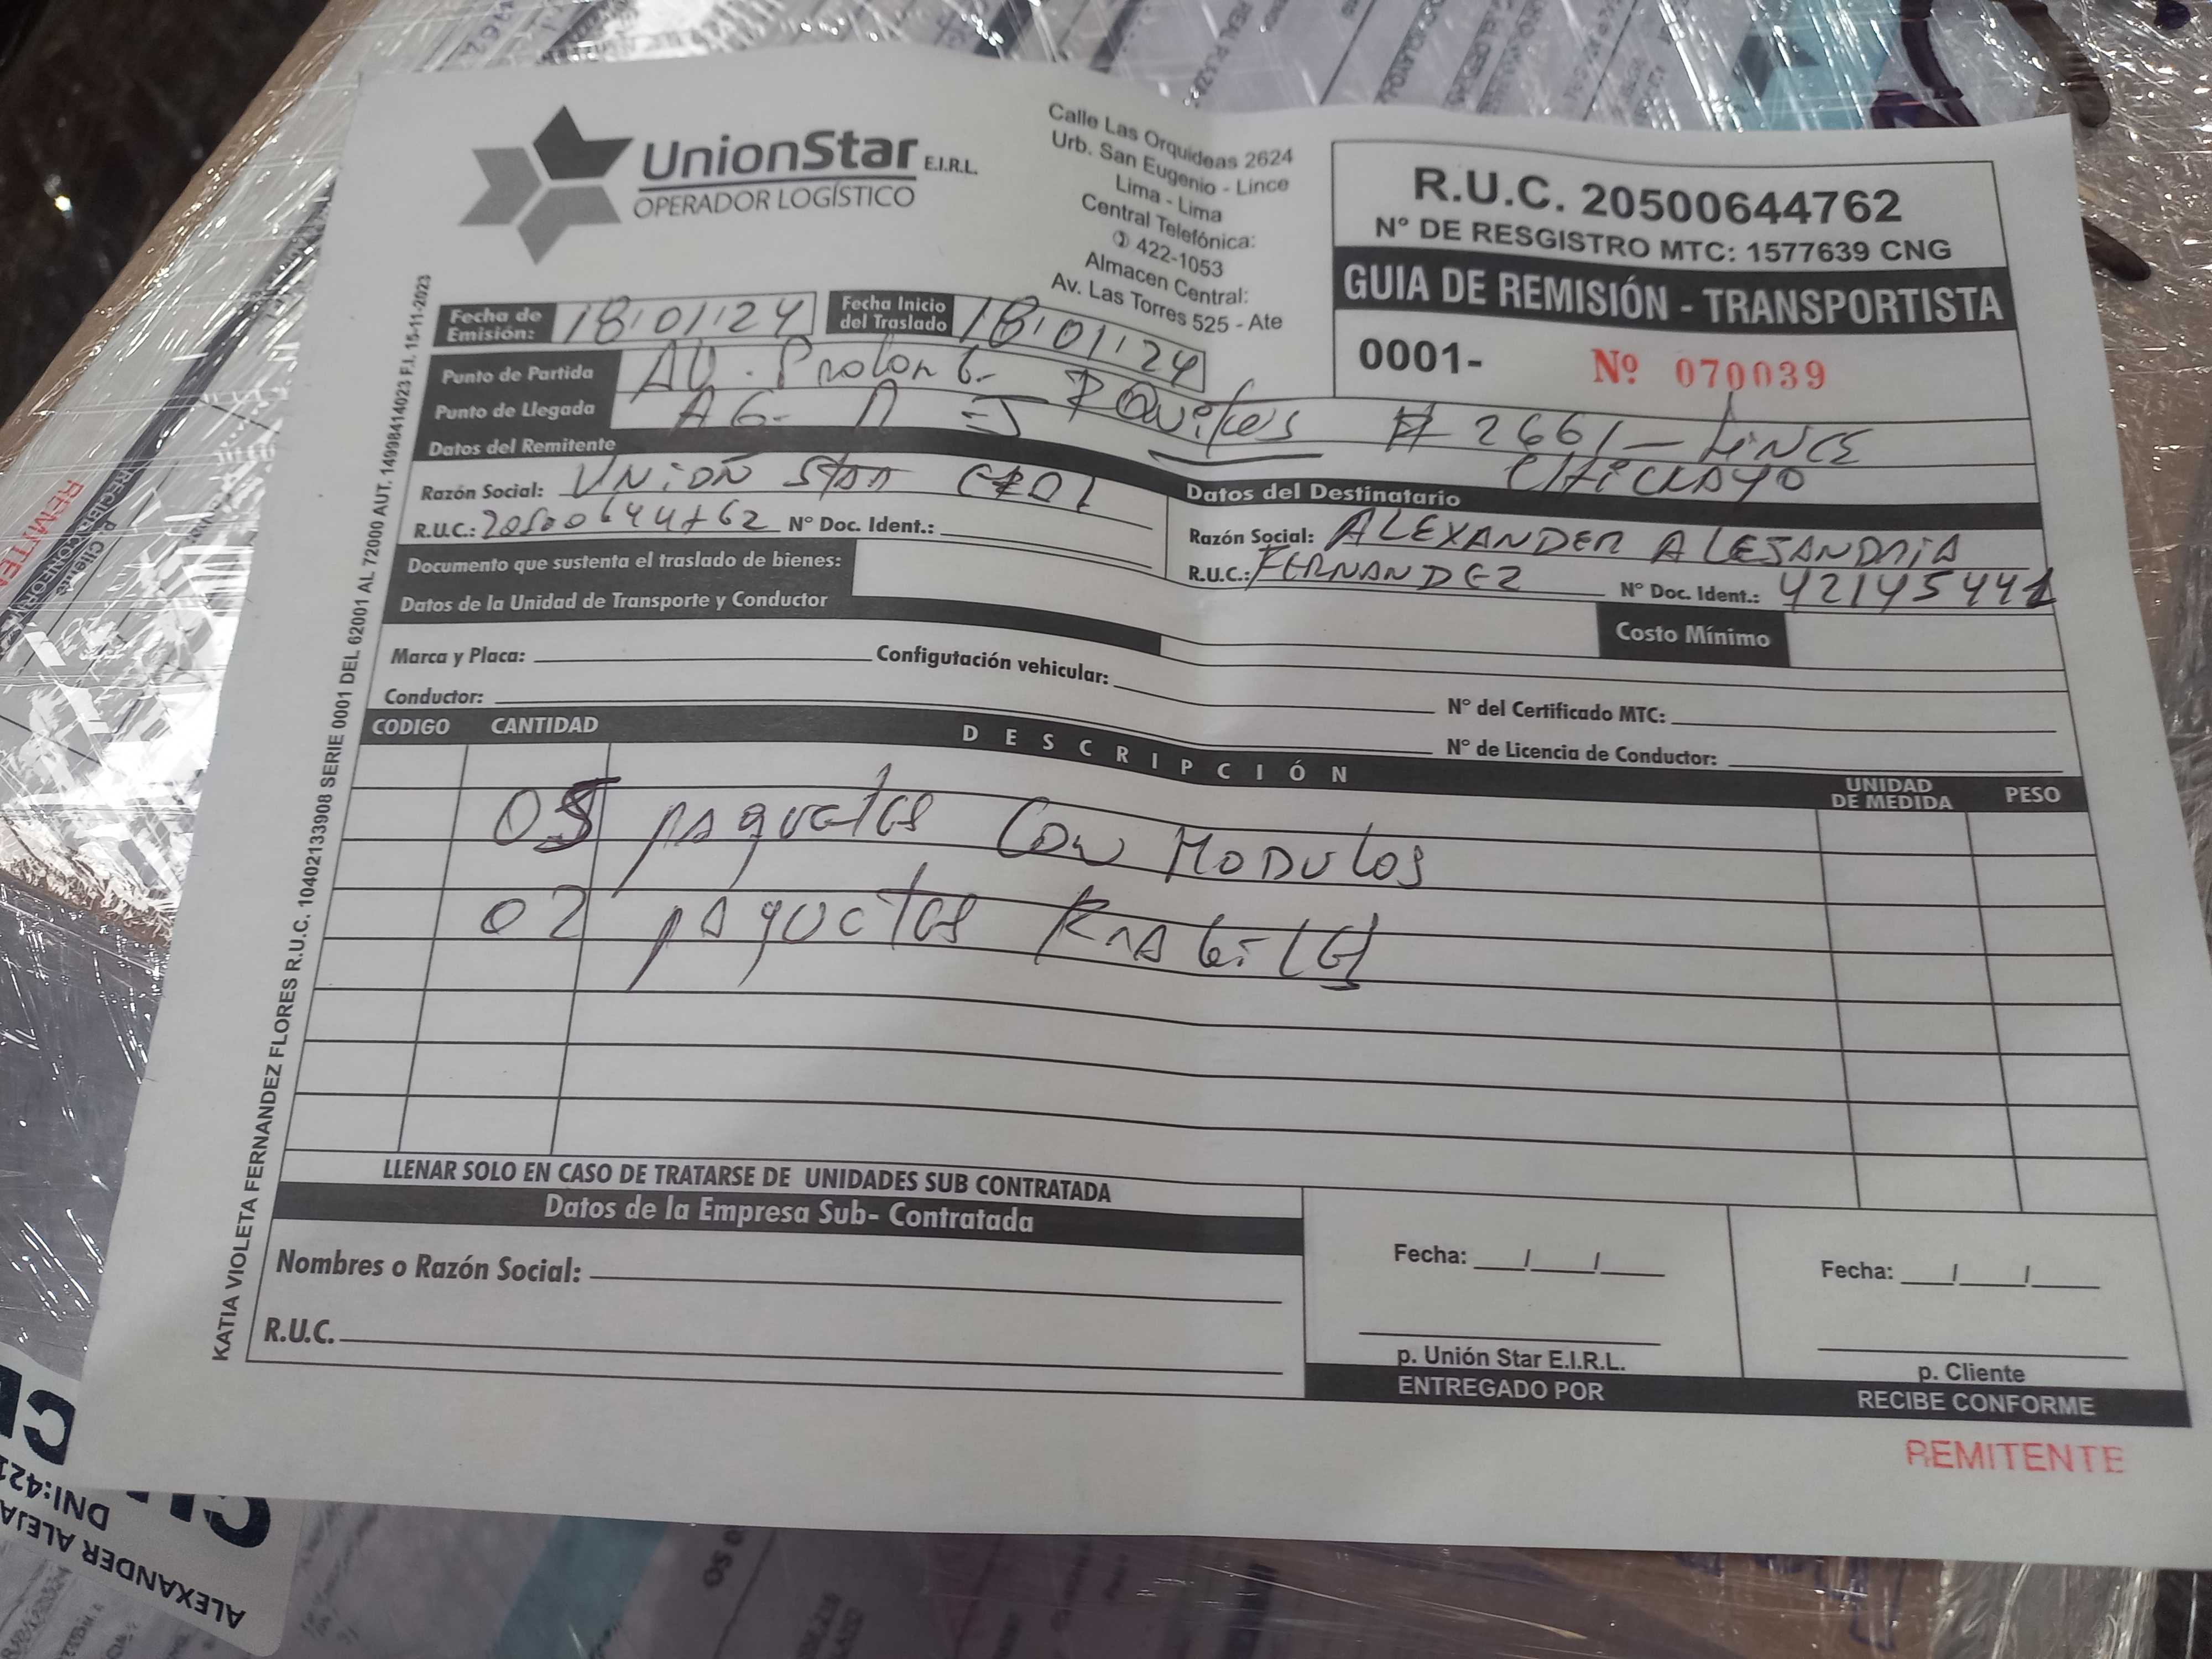 UnionStar E.I.R.L.
OPERADOR LOGÍSTICO
Calle Las Orquideas 2624
Urb. San Eugenio - Lince
Lima - Lima
Central Telefónica:
422-1053
Almacen Central:
Av. Las Torres 525 - Ate
R.U.C. 20500644762
N° DE RESGISTRO MTC: 1577639 CNG
GUIA DE REMISIÓN - TRANSPORTISTA
0001- Nº 070039
Fecha de Emisión: 18/01/24 Fecha Inicio del Traslado 18/01/24
Punto de Partida AV. Prolong. # 2661 - LINCE
Punto de Llegada AG. CHICLAYO
Datos del Remitente
Razón Social: UNION STAR
R.U.C.: 20500644762 N° Doc. Ident.:
Datos del Destinatario
Razón Social: ALEXANDER ALEJANDRIA
R.U.C.: FERNANDEZ N° Doc. Ident.: 42145441
Documento que sustenta el traslado de bienes:
Costo Mínimo
Datos de la Unidad de Transporte y Conductor
Marca y Placa: Configutación vehicular: N° del Certificado MTC:
Conductor: N° de Licencia de Conductor:
CODIGO CANTIDAD DESCRIPCIÓN UNIDAD DE MEDIDA PESO
05 paquetes Con MODULOS
02 paquetes
LLENAR SOLO EN CASO DE TRATARSE DE UNIDADES SUB CONTRATADA
Datos de la Empresa Sub- Contratada
Nombres o Razón Social:
R.U.C.
Fecha: / /
p. Unión Star E.I.R.L.
ENTREGADO POR
Fecha: / /
p. Cliente
RECIBE CONFORME
REMITENTE
KATIA VIOLETA FERNANDEZ FLORES R.U.C. 10402133908 SERIE 0001 DEL 62001 AL 72000 AUT. 14998414023 F.I. 15-11-2023
ALEXANDER